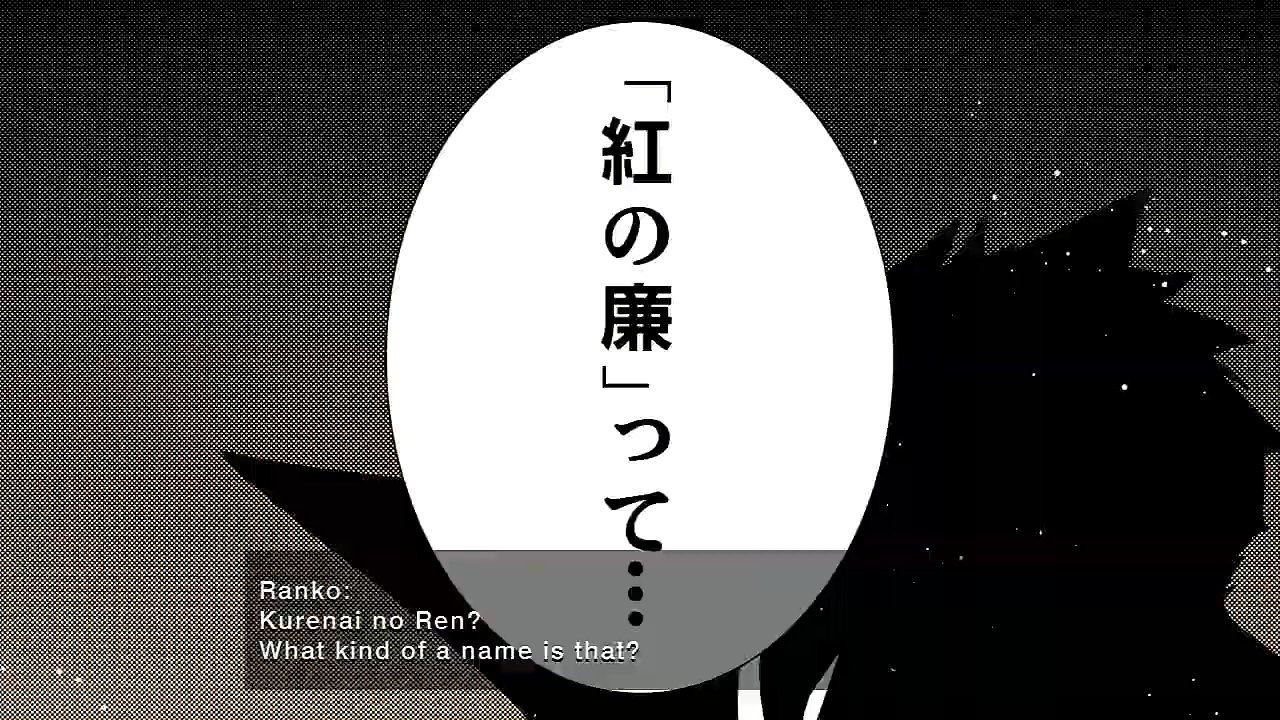 「紅の廉」って…
Ranko:
Kurenai no Ren?
What kind of a name is that?